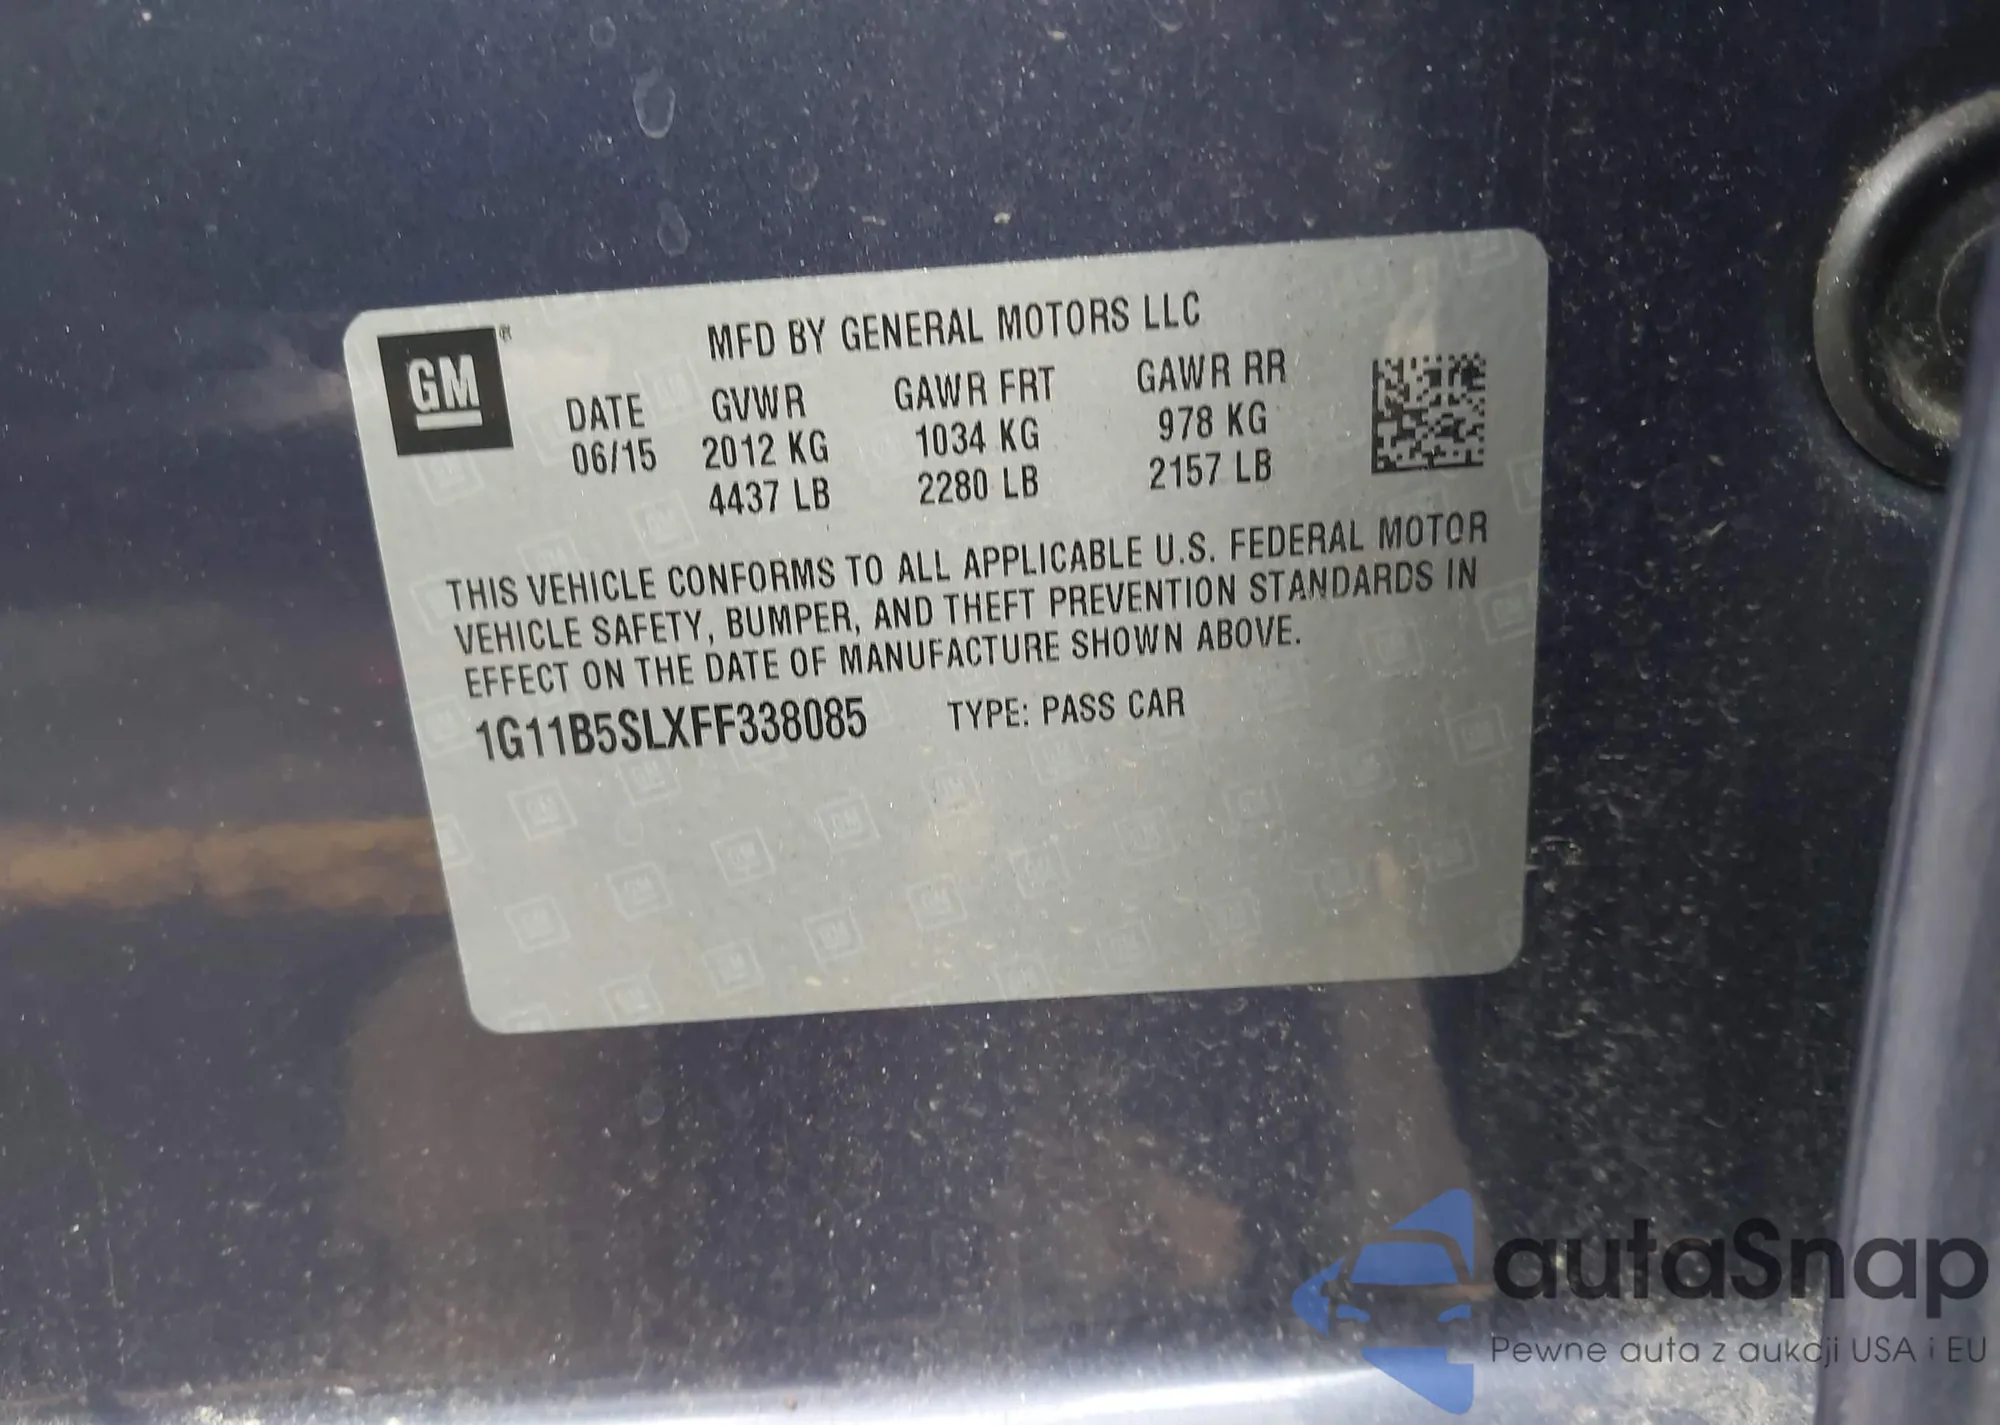 GM ®
MFD BY GENERAL MOTORS LLC
DATE GVWR GAWR FRT GAWR RR
06/15 2012 KG 1034 KG 978 KG
4437 LB 2280 LB 2157 LB
THIS VEHICLE CONFORMS TO ALL APPLICABLE U.S. FEDERAL MOTOR
VEHICLE SAFETY, BUMPER, AND THEFT PREVENTION STANDARDS IN
EFFECT ON THE DATE OF MANUFACTURE SHOWN ABOVE.
1G11B5SLXFF338085 TYPE: PASS CAR
autaSnap
Pewne auta z aukcji USA i EU